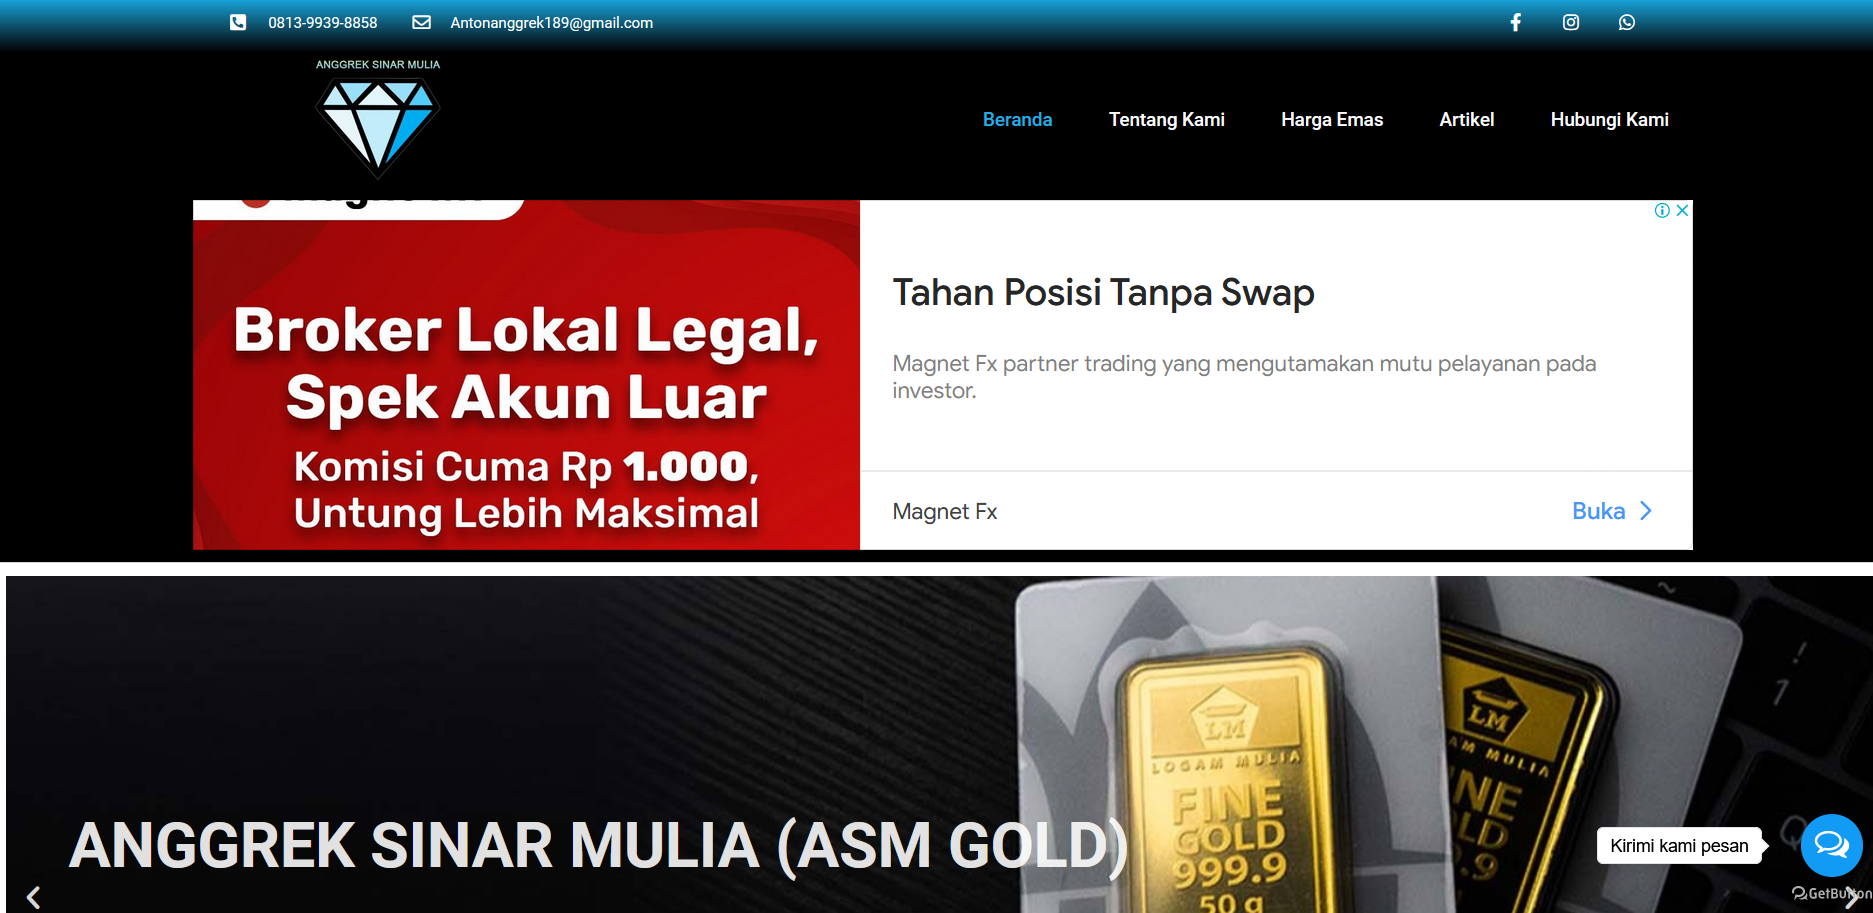 0813-9939-8858
Antonanggrek189@gmail.com
ANGGREK SINAR MULIA
Beranda
Tentang Kami
Harga Emas
Artikel
Hubungi Kami
Broker Lokal Legal,
Spek Akun Luar
Komisi Cuma Rp 1.000,
Untung Lebih Maksimal
Tahan Posisi Tanpa Swap
Magnet Fx partner trading yang mengutamakan mutu pelayanan pada
investor.
Magnet Fx
Buka
ANGGREK SINAR MULIA (ASM GOLD)
LM
LOGAM MULIA
FINE
GOLD
999.9
50 g
LM
Kirimi kami pesan